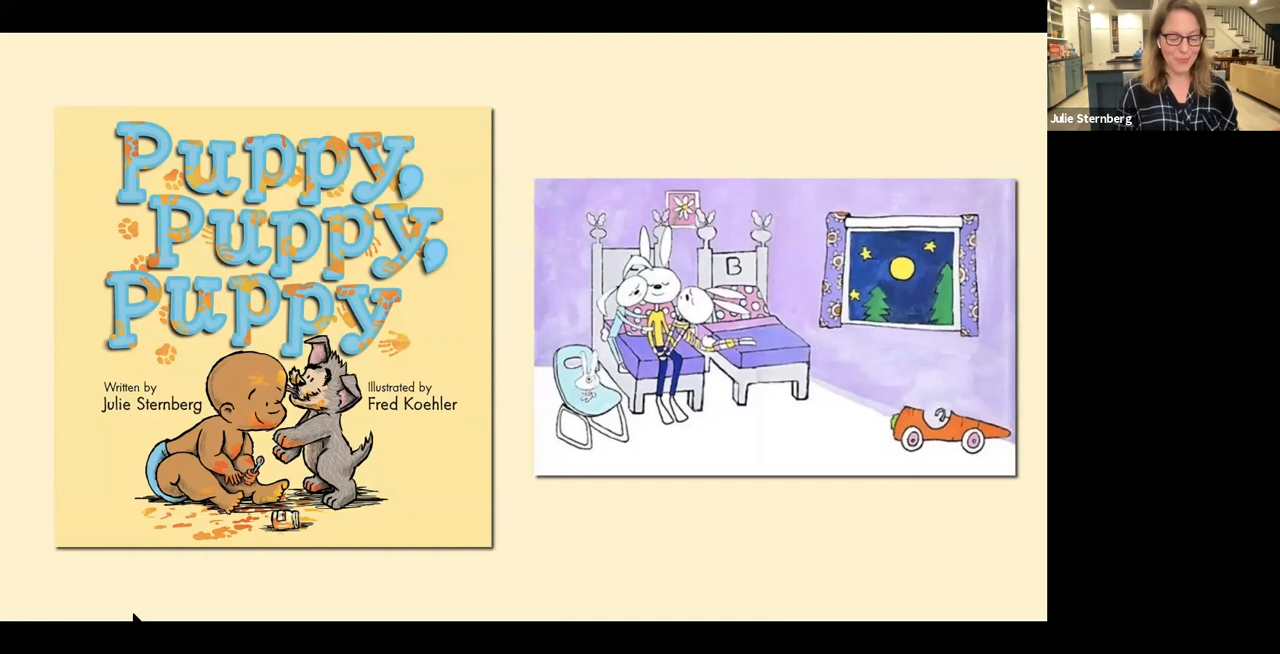 Puppy,
Puppy,
Puppy
Written by
Julie Sternberg
Illustrated by
Fred Koehler
B
Julie Sternberg